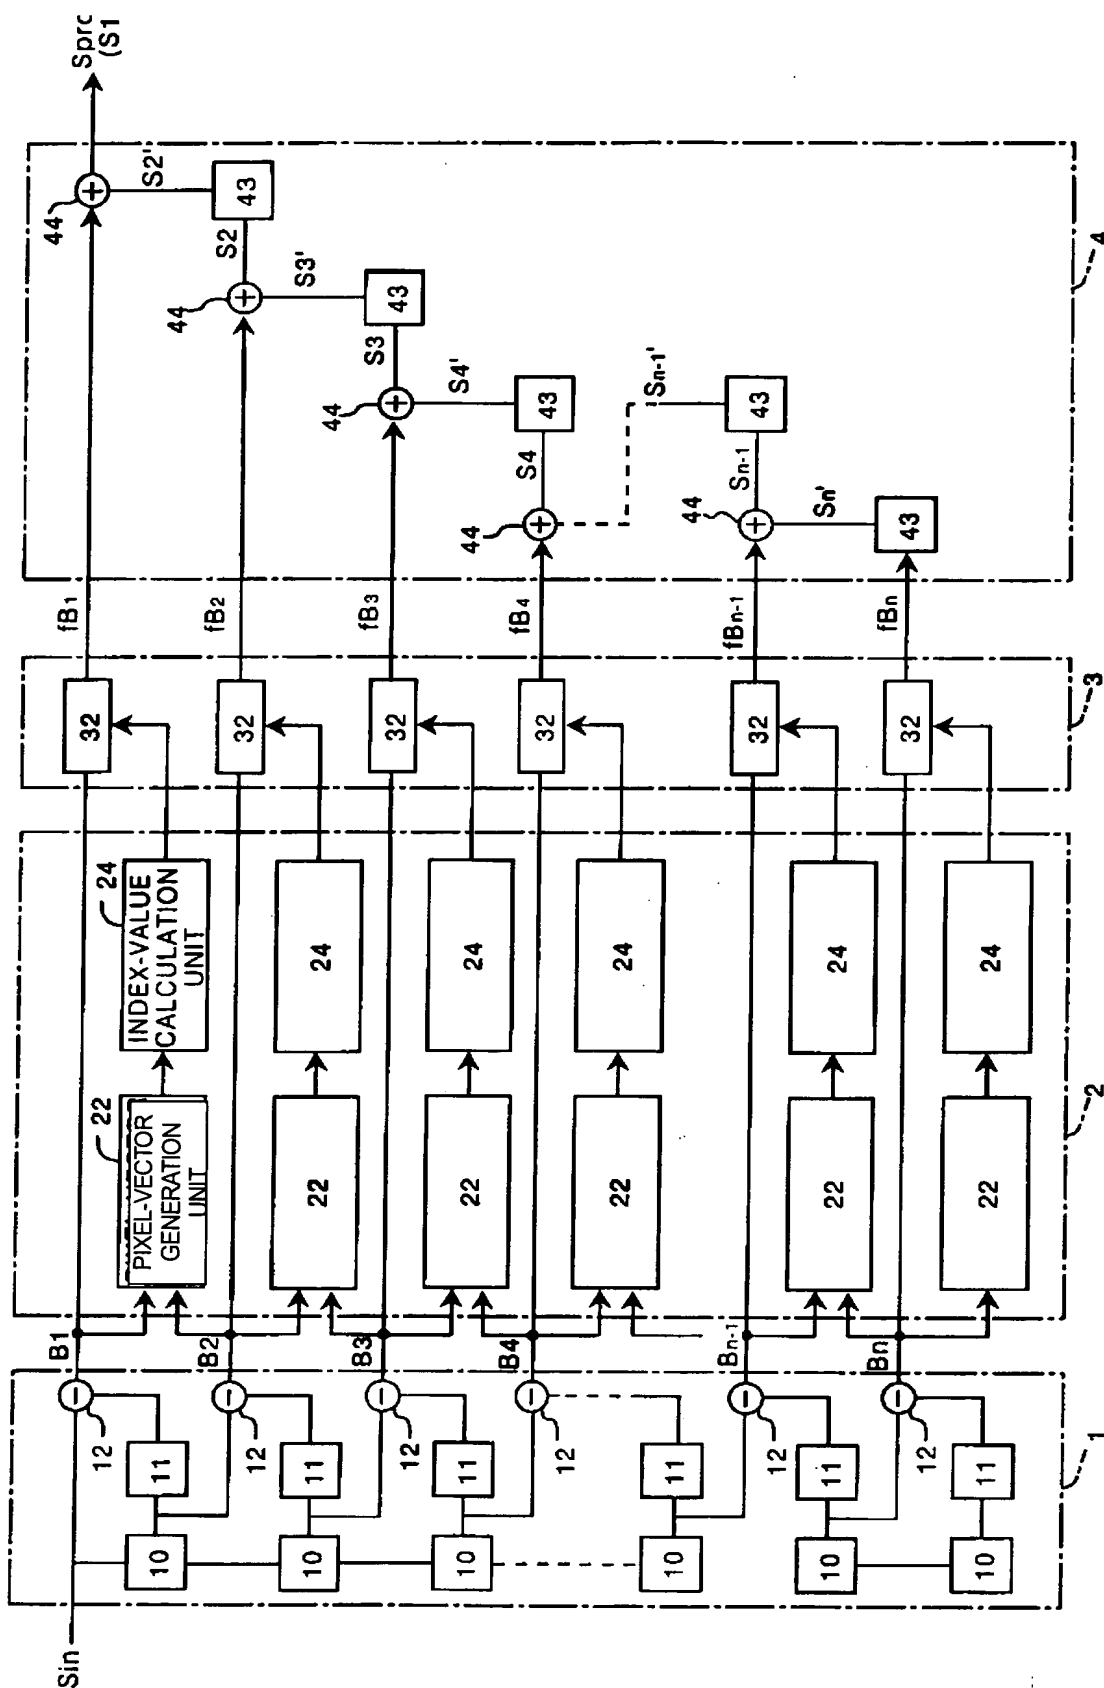 Sin
Sprc
(S1
B1
B2
B3
B4
Bn-1
Bn
10
10
10
10
10
10
11
11
11
11
11
11
12
12
12
12
12
12
1
22
PIXEL-VECTOR
GENERATION
UNIT
22
22
22
22
22
24
INDEX-VALUE
CALCULATION
UNIT
24
24
24
24
24
2
32
32
32
32
32
32
3
fB1
fB2
fB3
fB4
fBn-1
fBn
44
44
44
44
44
S2'
S2
S3'
S3
S4'
S4
Sn-1'
Sn-1
Sn'
43
43
43
43
43
4